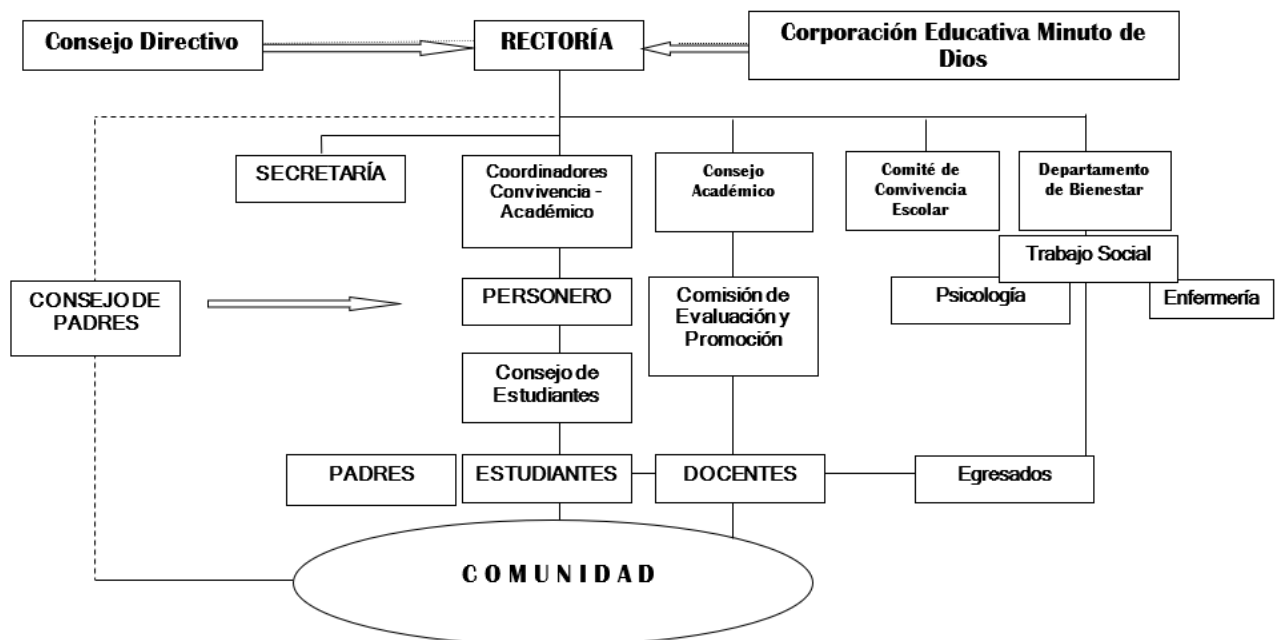 Consejo Directivo
RECTORÍA
Corporación Educativa Minuto de
Dios
SECRETARÍA
Coordinadores
Convivencia -
Académico
Consejo
Académico
Comité de
Convivencia
Escolar
Departamento
de Bienestar
Trabajo Social
CONSEJO DE
PADRES
PERSONERO
Comisión de
Evaluación y
Promoción
Psicología
Enfermería
Consejo de
Estudiantes
PADRES
ESTUDIANTES
DOCENTES
Egresados
COMUNIDAD